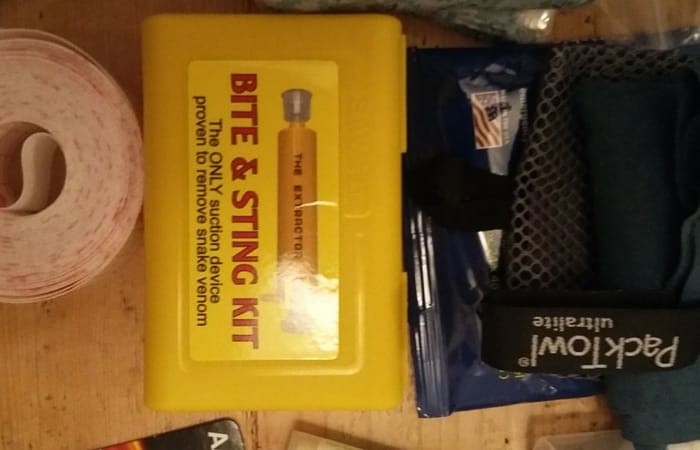 BITE & STING KIT
The ONLY suction device
proven to remove snake venom
THE EXTRACTOR
PackTowl®
ultralite